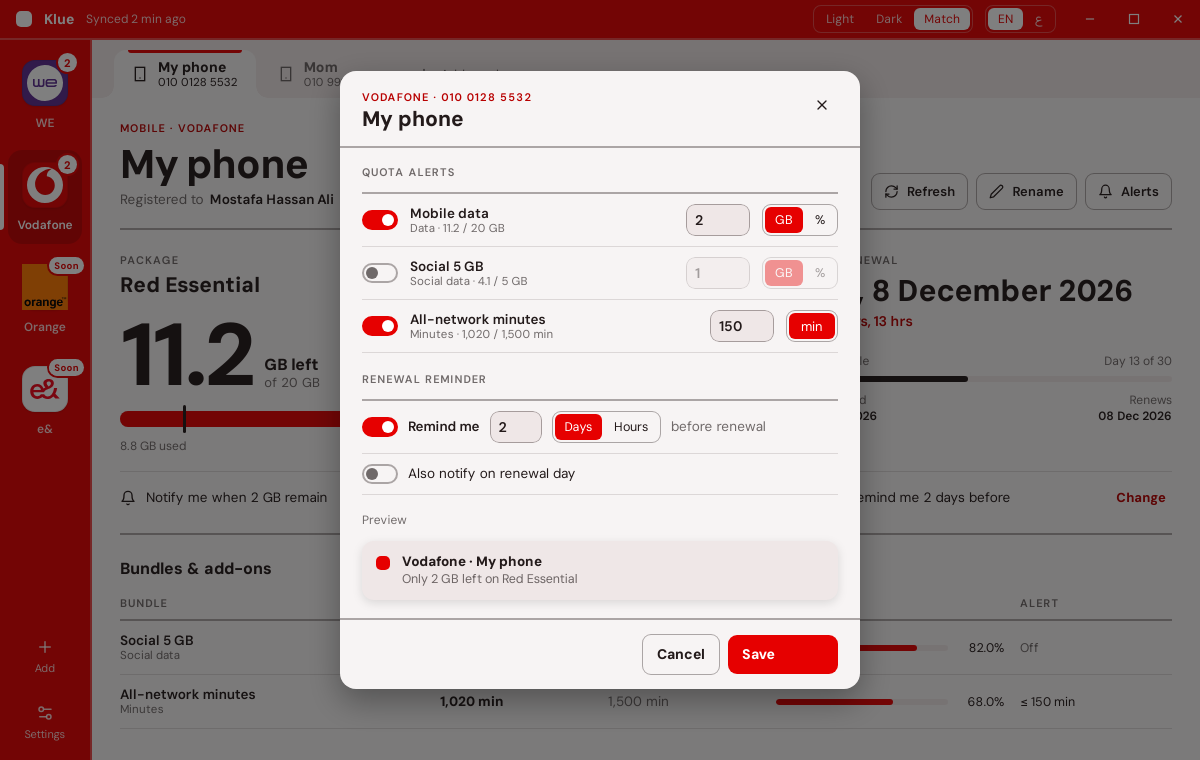 Klue
Synced 2 min ago
Light
Dark
Match
EN
ع
2
WE
WE
2
Vodafone
Soon
orange
Orange
Soon
e&
e&
Add
Settings
My phone
010 0128 5532
Mom
010 99
MOBILE · VODAFONE
My phone
Registered to Mostafa Hassan Ali
Refresh
Rename
Alerts
PACKAGE
Red Essential
11.2
GB left
of 20 GB
8.8 GB used
Notify me when 2 GB remain
NEWAL
, 8 December 2026
s, 13 hrs
le
Day 13 of 30
d
Renews
026
08 Dec 2026
emind me 2 days before
Change
Bundles & add-ons
BUNDLE
ALERT
Social 5 GB
Social data
82.0%
Off
All-network minutes
Minutes
1,020 min
1,500 min
68.0%
≤ 150 min
VODAFONE · 010 0128 5532
My phone
QUOTA ALERTS
Mobile data
Data · 11.2 / 20 GB
2
GB
%
Social 5 GB
Social data · 4.1 / 5 GB
1
GB
%
All-network minutes
Minutes · 1,020 / 1,500 min
150
min
RENEWAL REMINDER
Remind me
2
Days
Hours
before renewal
Also notify on renewal day
Preview
Vodafone · My phone
Only 2 GB left on Red Essential
Cancel
Save